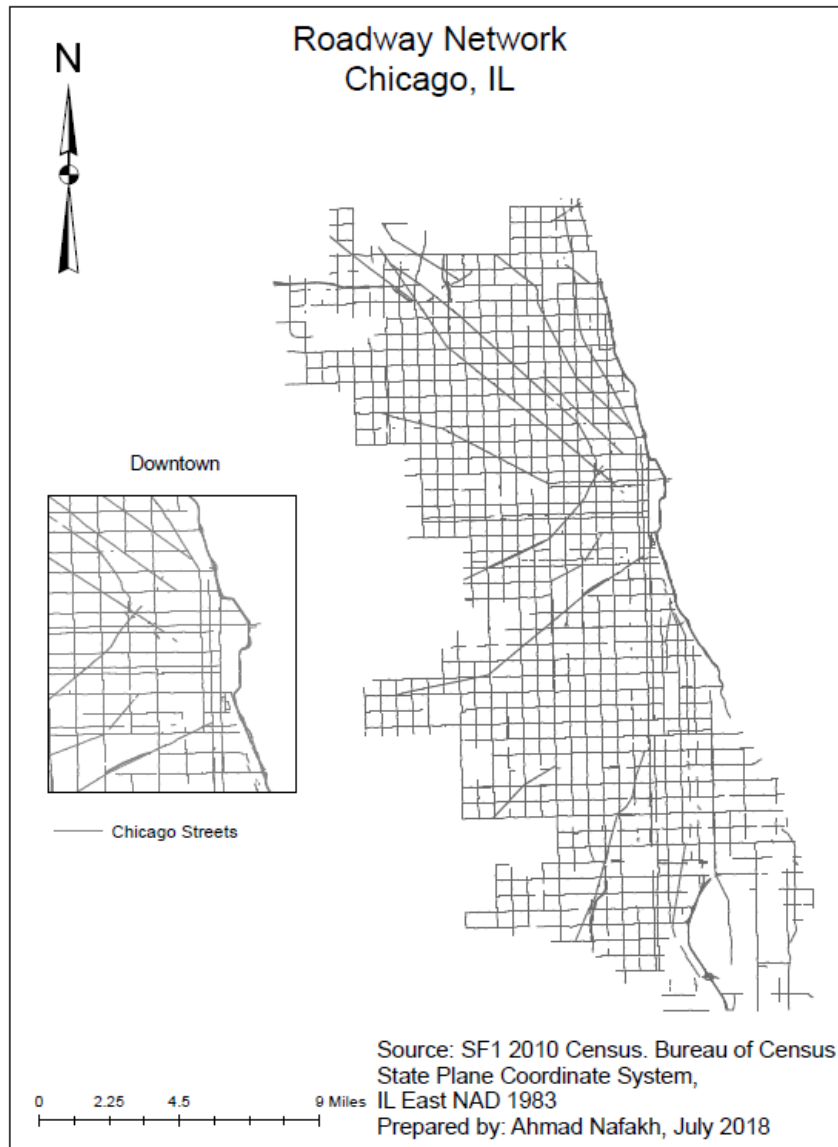 Roadway Network
Chicago, IL
N
Downtown
Chicago Streets
Source: SF1 2010 Census. Bureau of Census
State Plane Coordinate System,
IL East NAD 1983
Prepared by: Ahmad Nafakh, July 2018
0 2.25 4.5 9 Miles